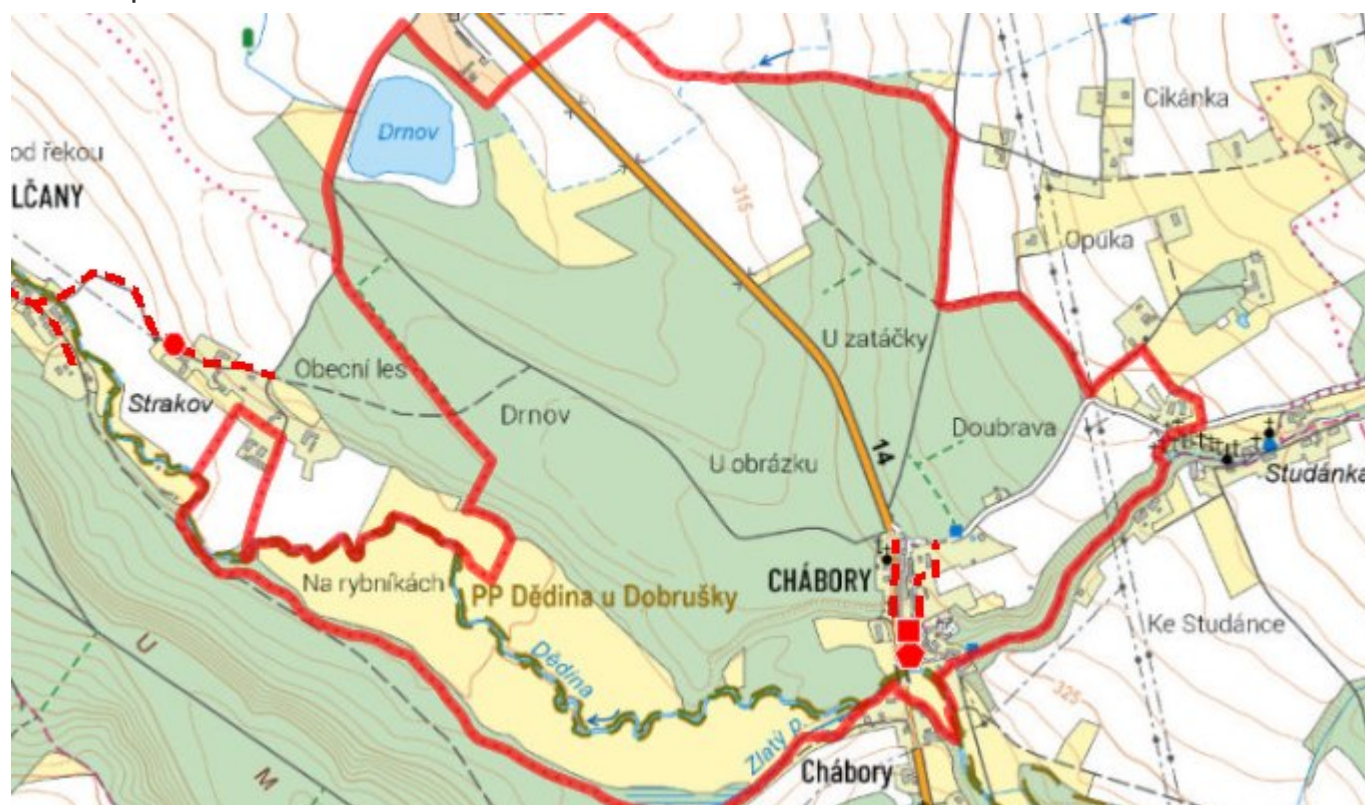 Drnov
Cikánka
od řekou
LČANY
315
Opuka
U zatáčky
Obecní les
Strakov
Drnov
Doubrava
14
U obrázku
Studánka
CHÁBORY
Na rybníkách
PP Dědina u Dobrušky
Ke Studánce
U
Dědina
325
Zlatý p.
Chábory
M